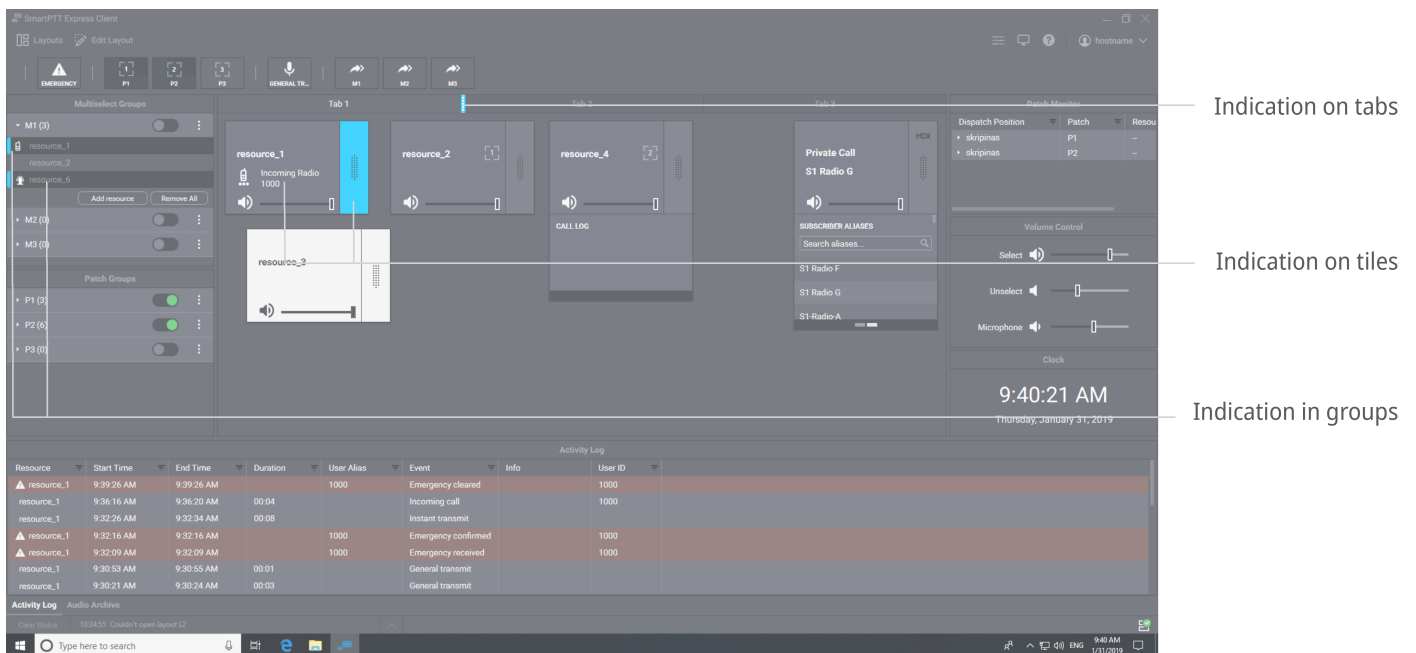 SmartPTT Express Client
Layouts Edit Layout hostname
EMERGENCY 1 P1 2 P2 3 P3 GENERAL TR... M1 M2 M3
Multiselect Groups
M1 (3)
resource_1
resource_2
resource_6
Add resource Remove All
M2 (0)
M3 (0)
Patch Groups
P1 (3)
P2 (6)
P3 (0)
Tab 1 Tab 2 Tab 3
resource_1
Incoming Radio
1000
resource_2 1
resource_4 2
CALL LOG
resource_3
HDX
Private Call
S1 Radio G
SUBSCRIBER ALIASES
Search aliases...
S1 Radio F
S1 Radio G
S1 Radio A
Patch Monitor
Dispatch Position Patch Resou
skripinas P1 –
skripinas P2 –
Volume Control
Select
Unselect
Microphone
Clock
9:40:21 AM
Thursday, January 31, 2019
Indication on tabs
Indication on tiles
Indication in groups
Activity Log
Resource Start Time End Time Duration User Alias Event Info User ID
resource_1 9:39:26 AM 9:39:26 AM 1000 Emergency cleared 1000
resource_1 9:36:16 AM 9:36:20 AM 00:04 Incoming call 1000
resource_1 9:32:26 AM 9:32:34 AM 00:08 Instant transmit
resource_1 9:32:16 AM 9:32:16 AM 1000 Emergency confirmed 1000
resource_1 9:32:09 AM 9:32:09 AM 1000 Emergency received 1000
resource_1 9:30:53 AM 9:30:55 AM 00:01 General transmit
resource_1 9:30:21 AM 9:30:24 AM 00:03 General transmit
Activity Log Audio Archive
Clear Status 10:34:55 Couldn't open layout L2
Type here to search ENG 9:40 AM
1/31/2019